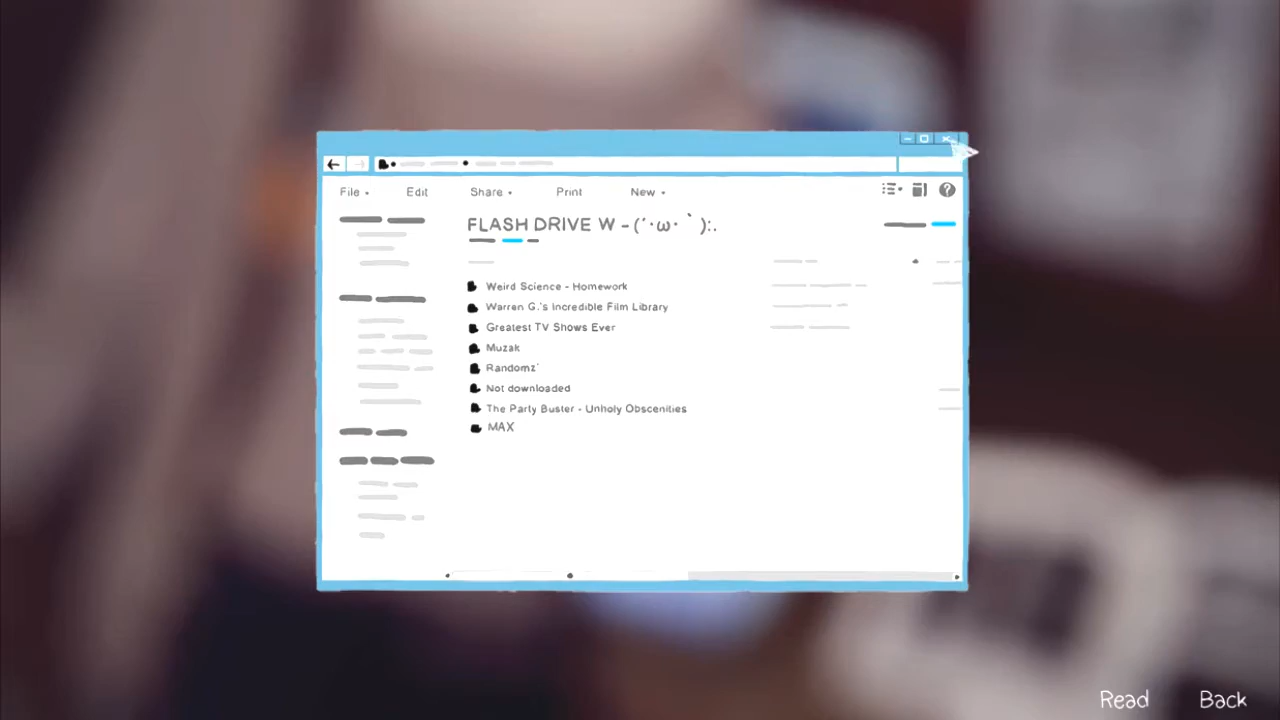 File Edit Share Print New
FLASH DRIVE W -(´·ω·`):.
Weird Science - Homework
Warren G.'s Incredible Film Library
Greatest TV Shows Ever
Muzak
Randomz'
Not downloaded
The Party Buster - Unholy Obscenities
MAX
Read Back